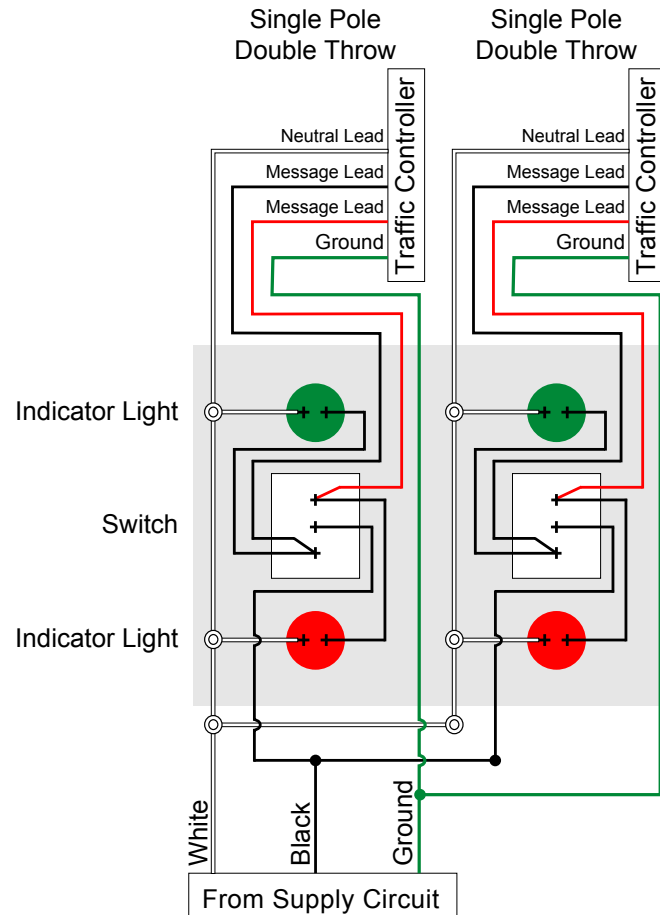 Single Pole
Double Throw
Single Pole
Double Throw
Traffic Controller
Neutral Lead
Message Lead
Message Lead
Ground
Traffic Controller
Neutral Lead
Message Lead
Message Lead
Ground
Indicator Light
Switch
Indicator Light
White
Black
Ground
From Supply Circuit